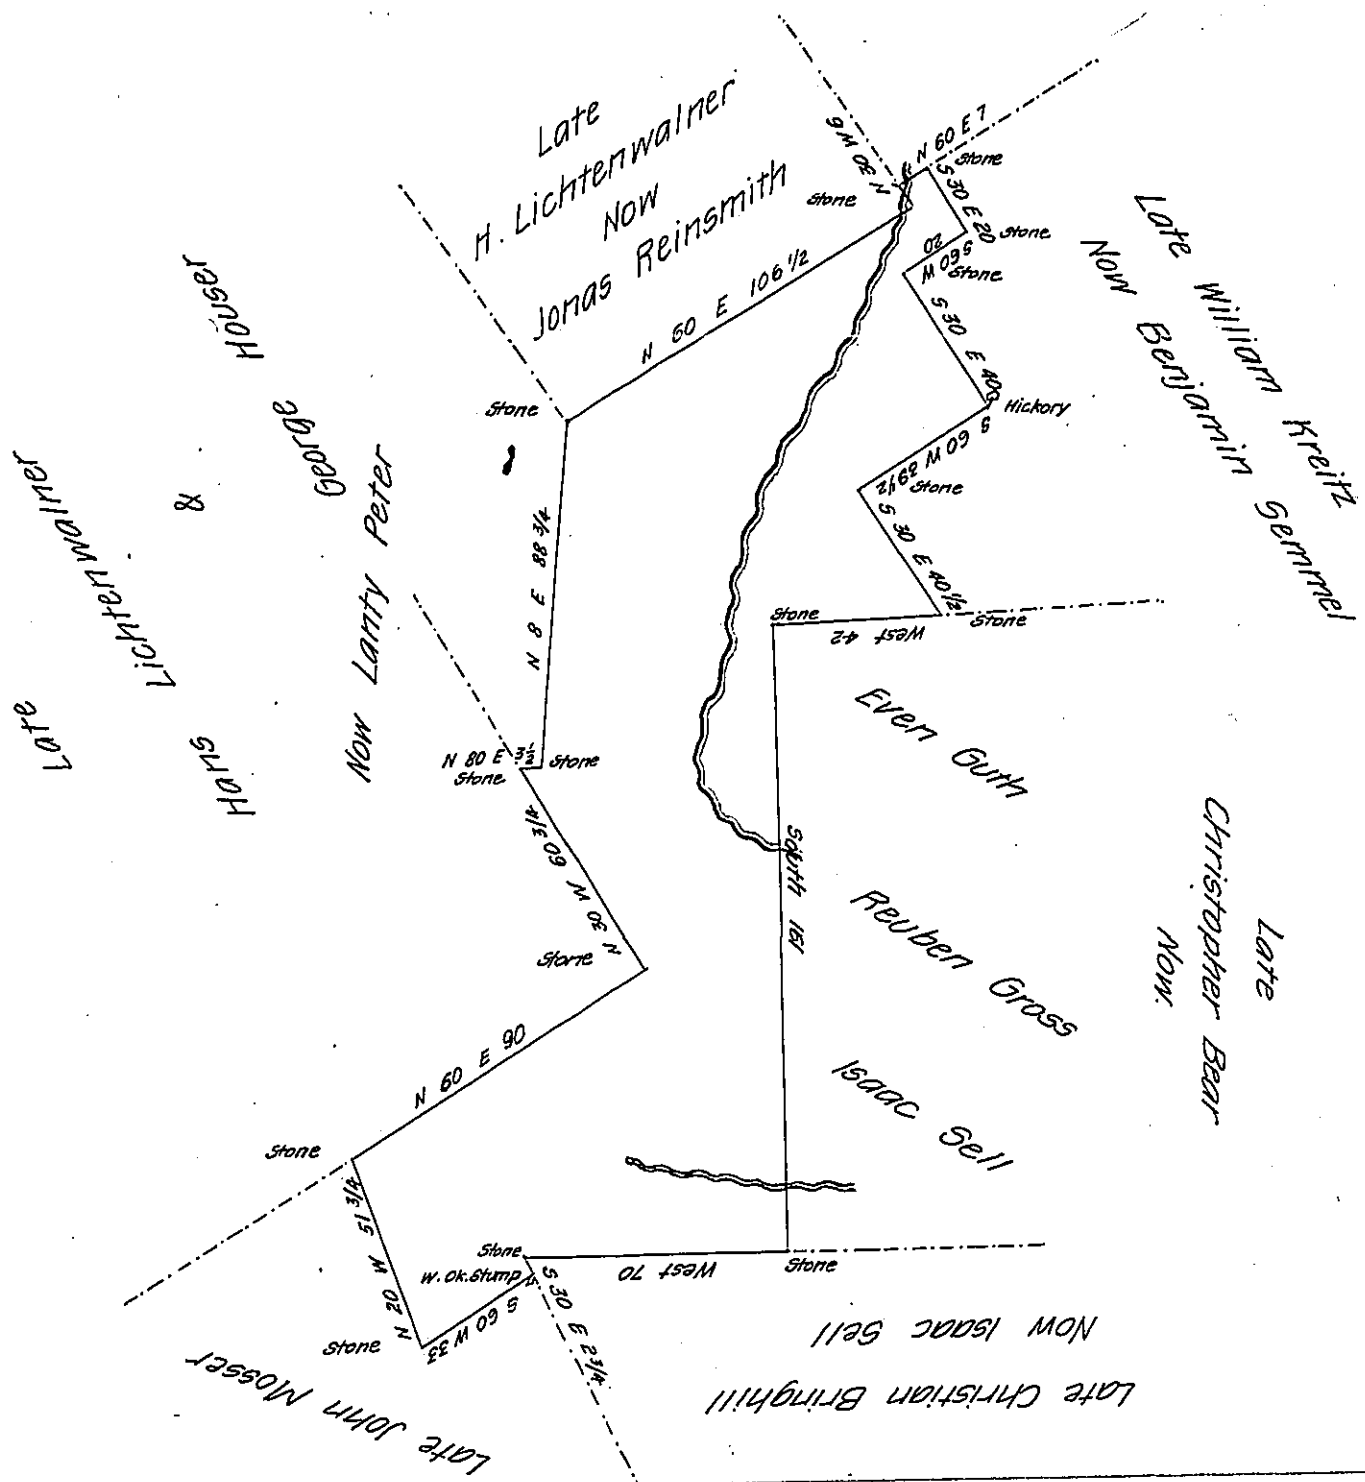 Late
H. Lichtenwalner
Now
Jonas Reinsmith
N 30 W 6
N 60 E 7
Stone
Stone
S 30 E 20
Stone
S 60 W
20
Stone
S 30 E 40
Hickory
S 60 W 39 1/2
Stone
S 30 E 40 1/2
Stone
West 42
Stone
Late William Kreitz
Now Benjamin Semmel
N 60 E 106 1/2
Stone
N 8 E 88 3/4
Late
Hans Lichtenwalner
&
George Houser
Now Lanty Peter
N 80 E 3 1/2
Stone
Stone
N 30 W 60 3/4
Stone
N 60 E 90
Stone
N 20 W 51 3/4
Stone
S 60 W 33
W. Ok. Stump
Stone
S 30 E 2 3/4
West 70
Stone
South 161
Even Guth
Reuben Gross
Isaac Sell
Late
Christopher Bear
Now.
Now Isaac Sell
Late Christian Bringhill
Late John Mosser